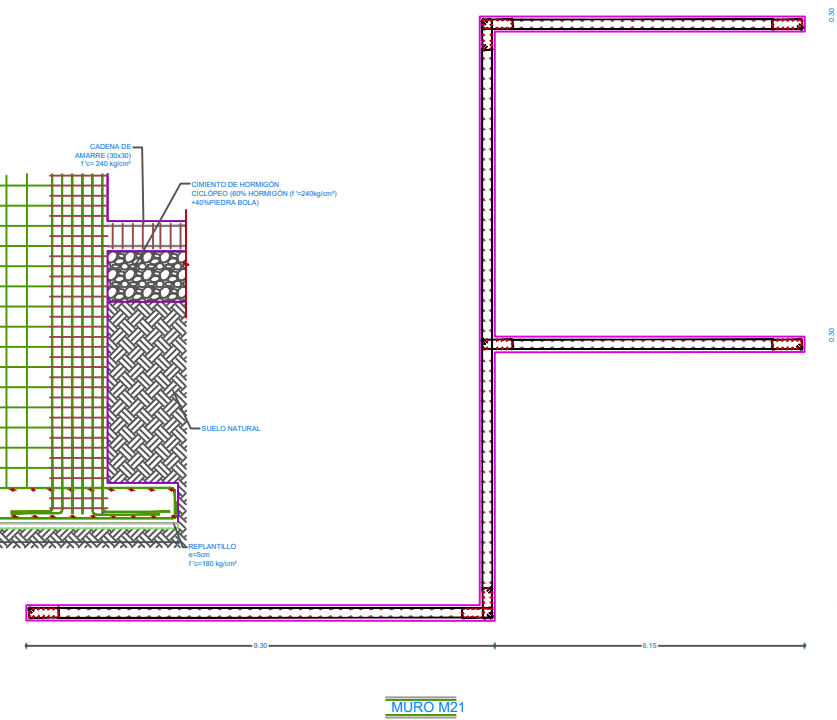 0.30
CADENA DE
AMARRE (30x30)
f'c= 240 kg/cm²
CIMIENTO DE HORMIGÓN
CICLÓPEO (60% HORMIGÓN (f'=240kg/cm²)
+40%PIEDRA BOLA)
0.30
SUELO NATURAL
REPLANTILLO
e=5cm
f'c=180 kg/cm²
9.30
6.15
MURO M21